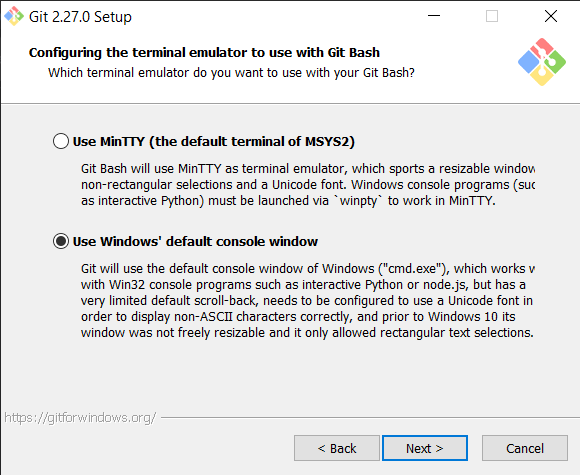 Git 2.27.0 Setup
Configuring the terminal emulator to use with Git Bash
Which terminal emulator do you want to use with your Git Bash?
Use MinTTY (the default terminal of MSYS2)
Git Bash will use MinTTY as terminal emulator, which sports a resizable window
non-rectangular selections and a Unicode font. Windows console programs (suc
as interactive Python) must be launched via `winpty` to work in MinTTY.
Use Windows' default console window
Git will use the default console window of Windows ("cmd.exe"), which works w
with Win32 console programs such as interactive Python or node.js, but has a
very limited default scroll-back, needs to be configured to use a Unicode font in
order to display non-ASCII characters correctly, and prior to Windows 10 its
window was not freely resizable and it only allowed rectangular text selections.
https://gitforwindows.org/
< Back
Next >
Cancel